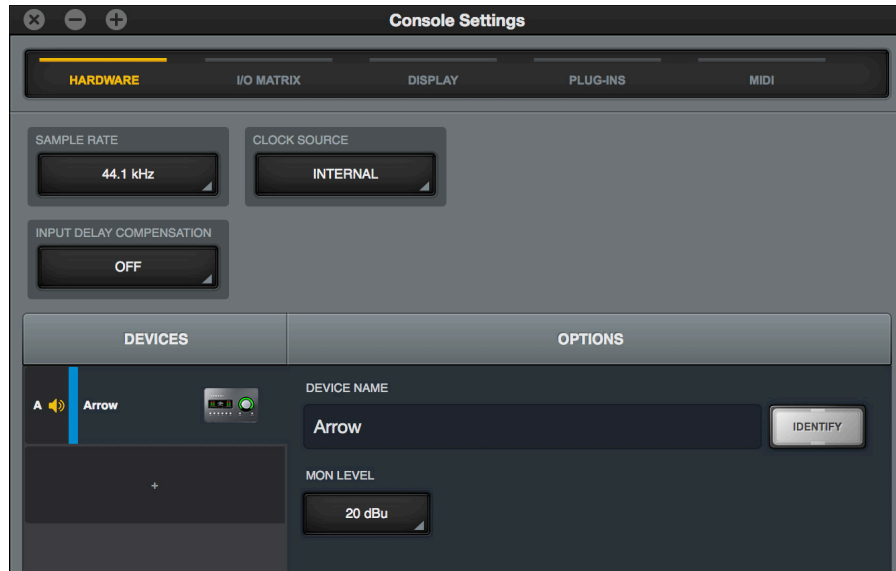 Console Settings
HARDWARE I/O MATRIX DISPLAY PLUG-INS MIDI
SAMPLE RATE CLOCK SOURCE
44.1 kHz INTERNAL
INPUT DELAY COMPENSATION
OFF
DEVICES OPTIONS
DEVICE NAME
A Arrow
Arrow IDENTIFY
MON LEVEL
+
20 dBu